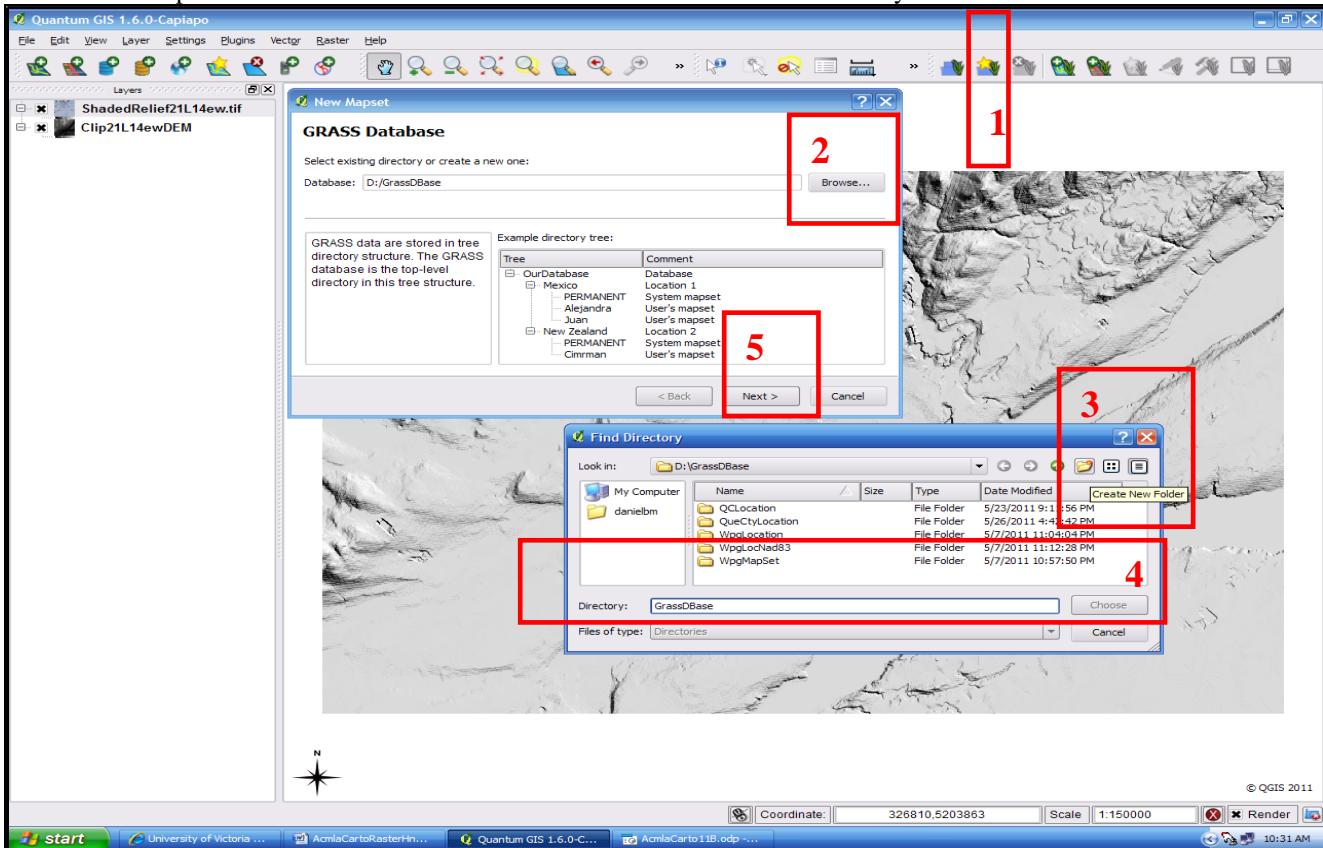 Quantum GIS 1.6.0-Capiapo
File Edit View Layer Settings Plugins Vector Raster Help
1
Layers
ShadedRelief21L14ew.tif
Clip21L14ewDEM
New Mapset
GRASS Database
2
Select existing directory or create a new one:
Database: D:/GrassDBase Browse...
GRASS data are stored in tree
directory structure. The GRASS
database is the top-level
directory in this tree structure.
Example directory tree:
Tree Comment
OurDatabase Database
Mexico Location 1
PERMANENT System mapset
Alejandra User's mapset
Juan User's mapset
New Zealand Location 2
PERMANENT System mapset
Cimrman User's mapset
5
< Back Next > Cancel
3
Find Directory
Look in: D:\GrassDBase
Create New Folder
My Computer
danielbm
Name Size Type Date Modified
QCLocation File Folder 5/23/2011 9:11:56 PM
QueCtyLocation File Folder 5/26/2011 4:42:42 PM
WpgLocation File Folder 5/7/2011 11:04:04 PM
WpgLocNad83 File Folder 5/7/2011 11:12:28 PM
WpgMapSet File Folder 5/7/2011 10:57:50 PM
4
Directory: GrassDBase Choose
Files of type: Directories Cancel
N
© QGIS 2011
Coordinate: 326810,5203863 Scale 1:150000 Render
start University of Victoria ... AcmlaCartoRasterHn... Quantum GIS 1.6.0-C... AcmlaCarto11B.odp -... 10:31 AM